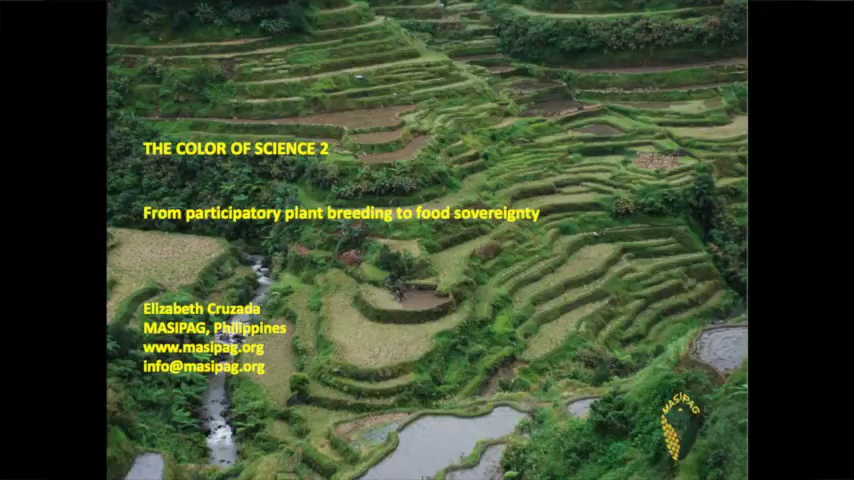 THE COLOR OF SCIENCE 2
From participatory plant breeding to food sovereignty
Elizabeth Cruzada
MASIPAG, Philippines
www.masipag.org
info@masipag.org
MASIPAG